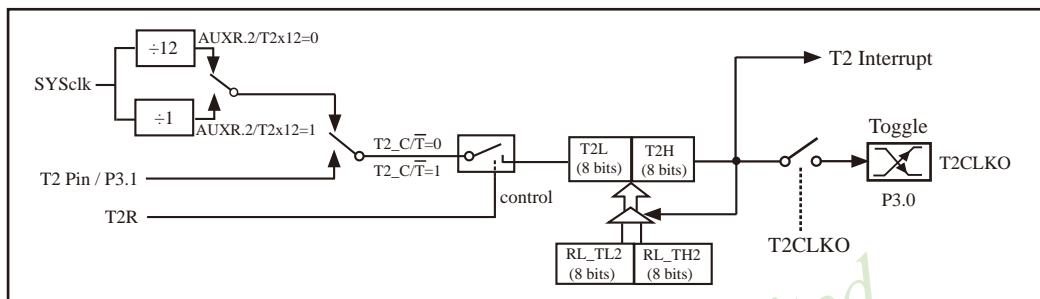 ÷12
AUXR.2/T2x12=0
SYSclk
÷1
AUXR.2/T2x12=1
T2 Interrupt
Toggle
T2_C/T̅=0
T2_C/T̅=1
T2L
(8 bits)
T2H
(8 bits)
T2CLKO
T2 Pin / P3.1
control
P3.0
T2R
T2CLKO
RL_TL2
(8 bits)
RL_TH2
(8 bits)